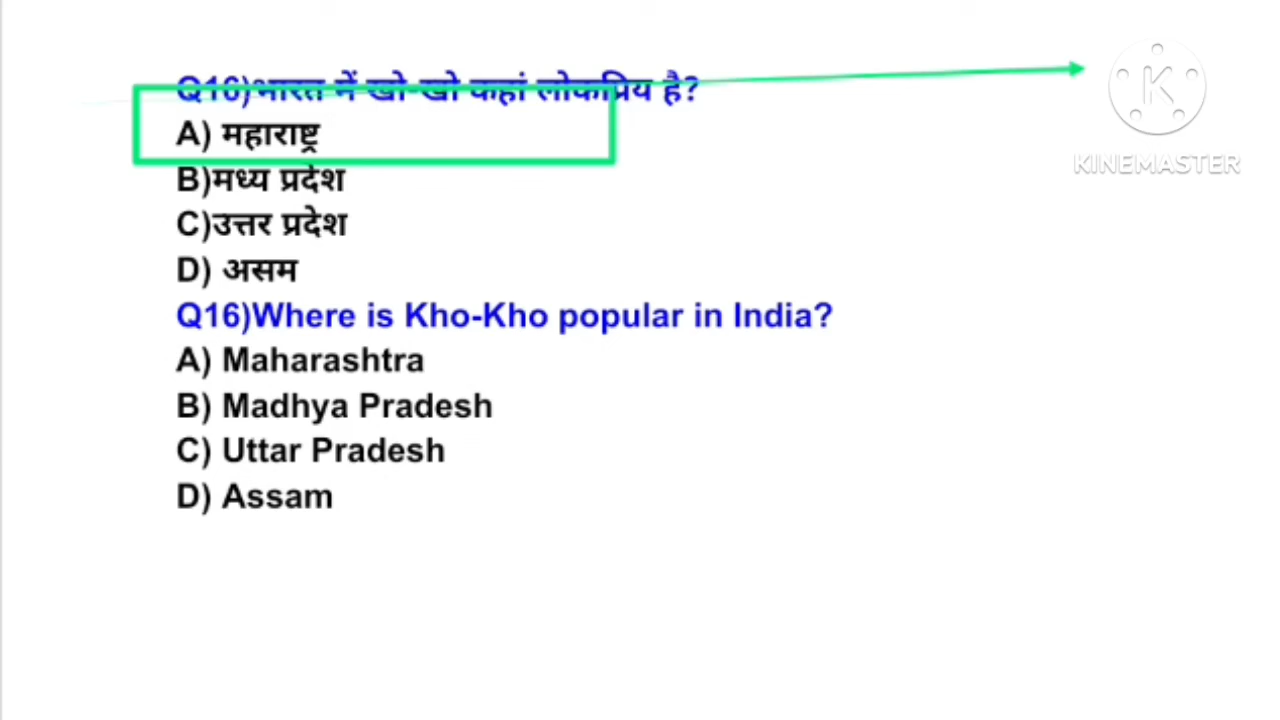 Q16)भारत में खो-खो कहां लोकप्रिय है?
A) महाराष्ट्र
B)मध्य प्रदेश
C)उत्तर प्रदेश
D) असम
Q16)Where is Kho-Kho popular in India?
A) Maharashtra
B) Madhya Pradesh
C) Uttar Pradesh
D) Assam
K
KINEMASTER